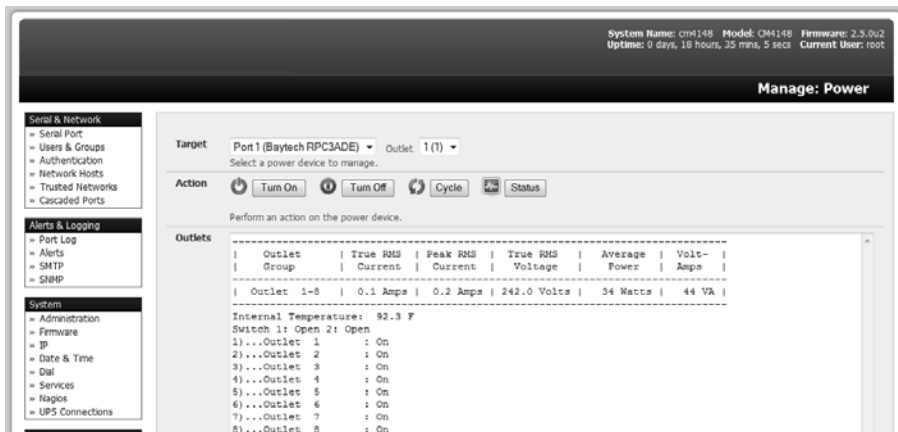 System Name: cm4148 Model: CM4148 Firmware: 2.5.0u2
Uptime: 0 days, 18 hours, 35 mins, 5 secs Current User: root
Manage: Power
Serial & Network
» Serial Port
» Users & Groups
» Authentication
» Network Hosts
» Trusted Networks
» Cascaded Ports
Alerts & Logging
» Port Log
» Alerts
» SMTP
» SNMP
System
» Administration
» Firmware
» IP
» Date & Time
» Dial
» Services
» Nagios
» UPS Connections
Target Port 1 (Baytech RPC3ADE) Outlet 1 (1)
Select a power device to manage.
Action Turn On Turn Off Cycle Status
Perform an action on the power device.
Outlets
| Outlet | True RMS | Peak RMS | True RMS | Average | Volt- |
| Group | Current | Current | Voltage | Power | Amps |
| Outlet 1-8 | 0.1 Amps | 0.2 Amps | 242.0 Volts | 34 Watts | 44 VA |
Internal Temperature: 92.3 F
Switch 1: Open 2: Open
1)...Outlet 1 : On
2)...Outlet 2 : On
3)...Outlet 3 : On
4)...Outlet 4 : On
5)...Outlet 5 : On
6)...Outlet 6 : On
7)...Outlet 7 : On
8)...Outlet 8 : On